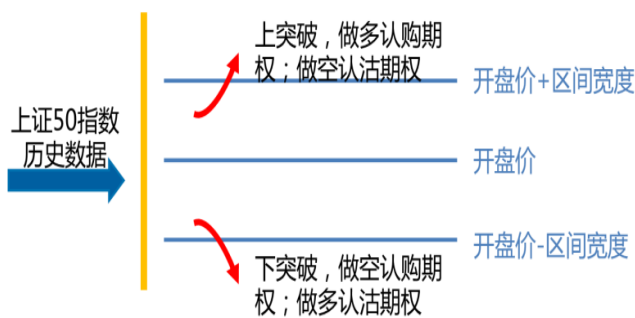 上突破，做多认购期
权；做空认沽期权
开盘价+区间宽度
上证50指数
历史数据
开盘价
开盘价-区间宽度
下突破，做空认购期
权；做多认沽期权